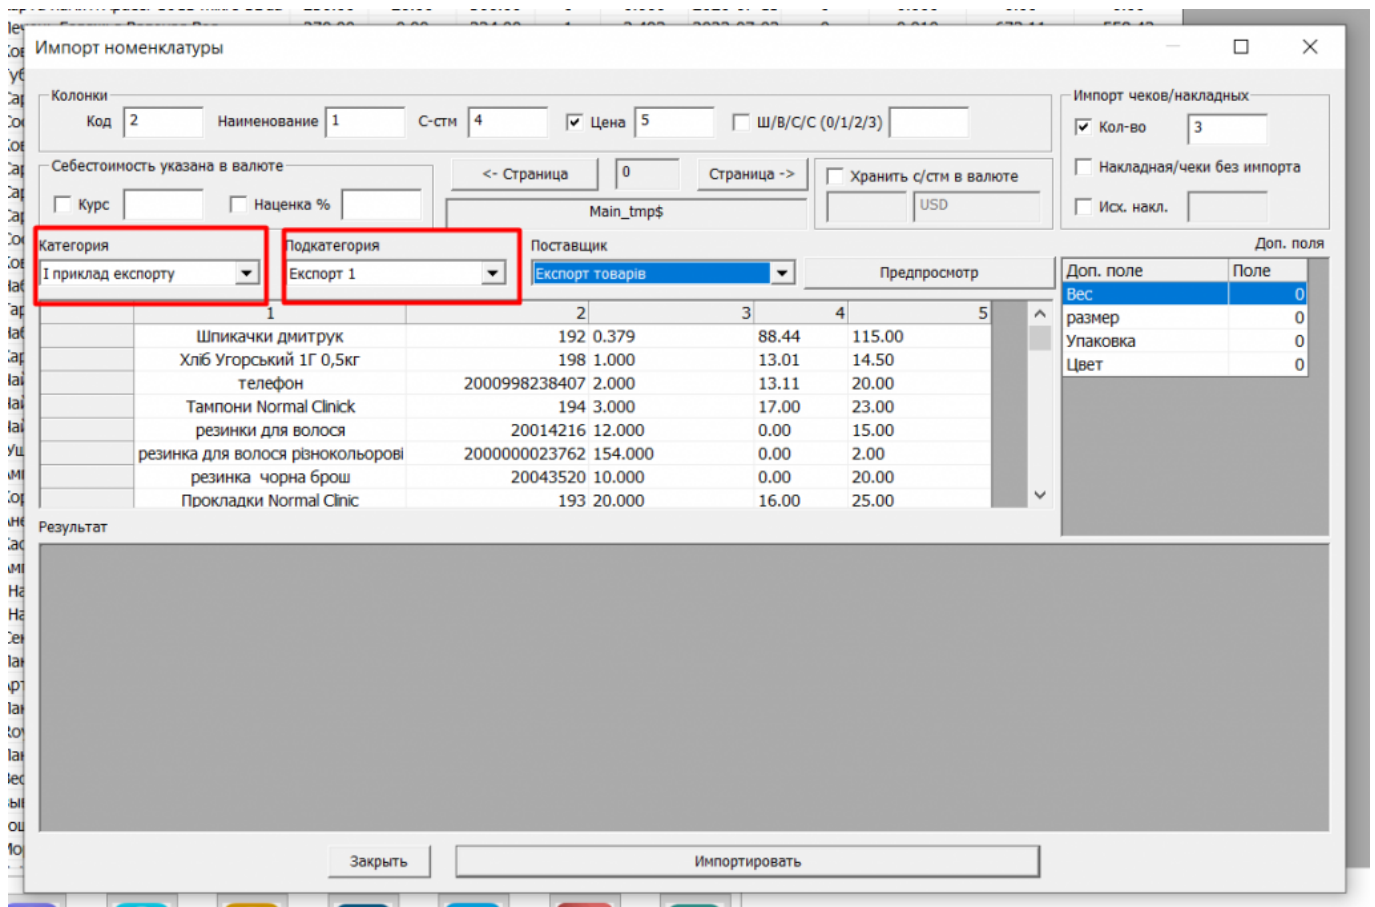 Импорт номенклатуры
Колонки
Код 2 Наименование 1 С-стм 4 Цена 5 Ш/В/С/С (0/1/2/3)
Импорт чеков/накладных
Кол-во 3
Накладная/чеки без импорта
Исх. накл.
Себестоимость указана в валюте
Курс Наценка %
<- Страница 0 Страница ->
Main_tmp$
Хранить с/стм в валюте
USD
Категория Подкатегория Поставщик Доп. поля
І приклад експорту Експорт 1 Експорт товарів Предпросмотр
Доп. поле Поле
Вес 0
размер 0
Упаковка 0
Цвет 0
1 2 3 4 5
Шпикачки дмитрук 192 0.379 88.44 115.00
Хліб Угорський 1Г 0,5кг 198 1.000 13.01 14.50
телефон 2000998238407 2.000 13.11 20.00
Тампони Normal Clinick 194 3.000 17.00 23.00
резинки для волося 20014216 12.000 0.00 15.00
резинка для волося різнокольорові 2000000023762 154.000 0.00 2.00
резинка чорна брош 20043520 10.000 0.00 20.00
Прокладки Normal Clinic 193 20.000 16.00 25.00
Результат
Закрыть Импортировать